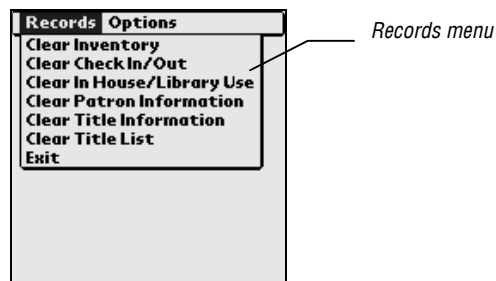 Records Options
Records menu
Clear Inventory
Clear Check In/Out
Clear In House/Library Use
Clear Patron Information
Clear Title Information
Clear Title List
Exit